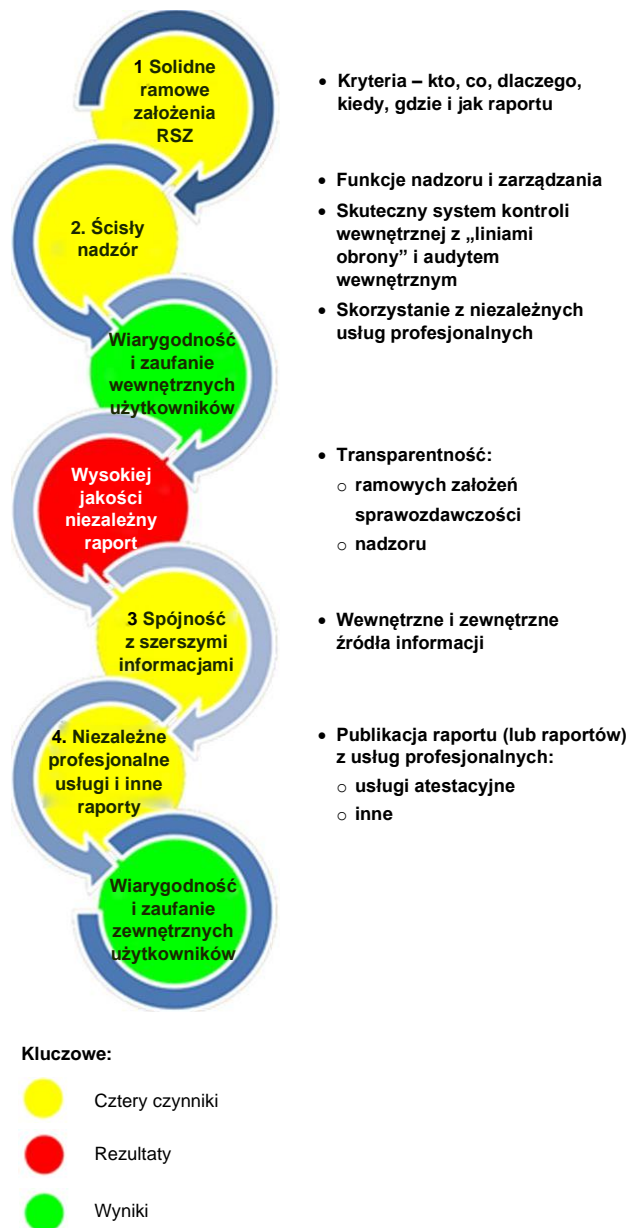 1 Solidne
ramowe
założenia
RSZ
• Kryteria – kto, co, dlaczego,
kiedy, gdzie i jak raportu
2. Ścisły
nadzór
• Funkcje nadzoru i zarządzania
• Skuteczny system kontroli
wewnętrznej z „liniami
obrony” i audytem
wewnętrznym
• Skorzystanie z niezależnych
usług profesjonalnych
Wiarygodność
i zaufanie
wewnętrznych
użytkowników
Wysokiej
jakości
niezależny
raport
• Transparentność:
○ ramowych założeń
sprawozdawczości
○ nadzoru
3 Spójność
z szerszymi
informacjami
• Wewnętrzne i zewnętrzne
źródła informacji
4. Niezależne
profesjonalne
usługi i inne
raporty
• Publikacja raportu (lub raportów)
z usług profesjonalnych:
○ usługi atestacyjne
○ inne
Wiarygodność
i zaufanie
zewnętrznych
użytkowników
Kluczowe:
Cztery czynniki
Rezultaty
Wyniki